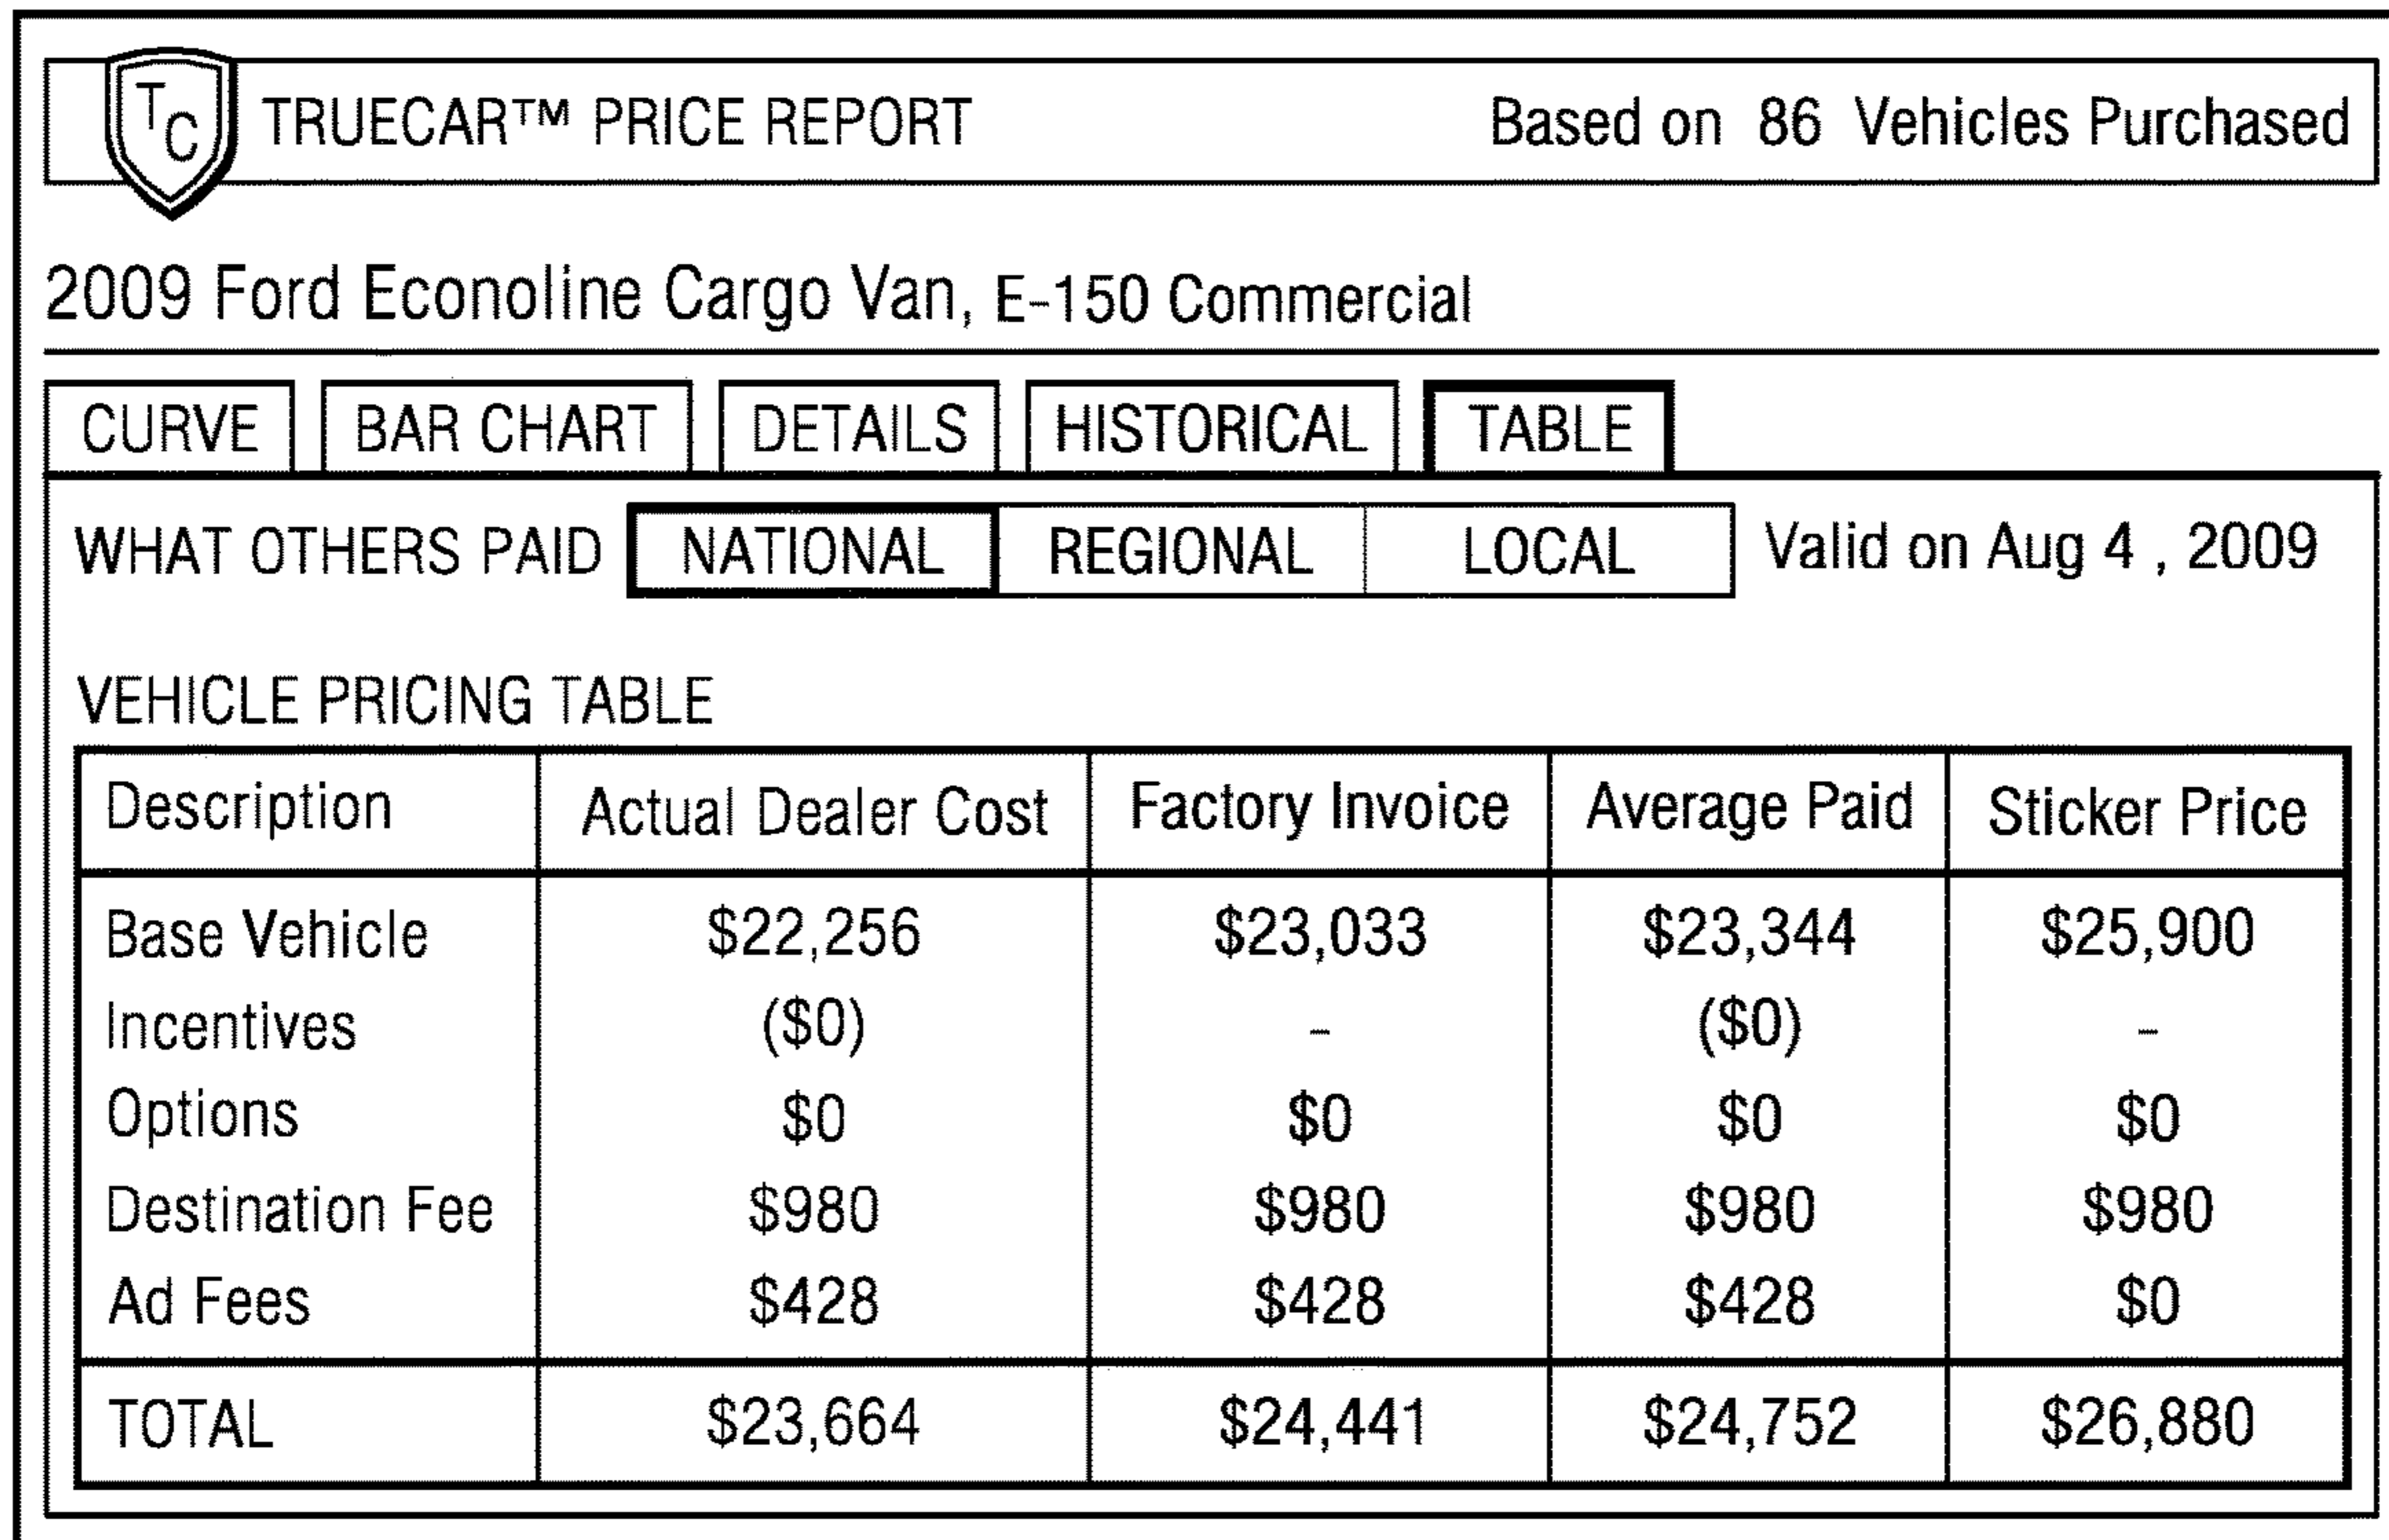 TC TRUECAR™ PRICE REPORT Based on 86 Vehicles Purchased
2009 Ford Econoline Cargo Van, E-150 Commercial
CURVE BAR CHART DETAILS HISTORICAL TABLE
WHAT OTHERS PAID NATIONAL REGIONAL LOCAL Valid on Aug 4 , 2009
VEHICLE PRICING TABLE
Description Actual Dealer Cost Factory Invoice Average Paid Sticker Price
Base Vehicle $22,256 $23,033 $23,344 $25,900
Incentives ($0) - ($0) -
Options $0 $0 $0 $0
Destination Fee $980 $980 $980 $980
Ad Fees $428 $428 $428 $0
TOTAL $23,664 $24,441 $24,752 $26,880